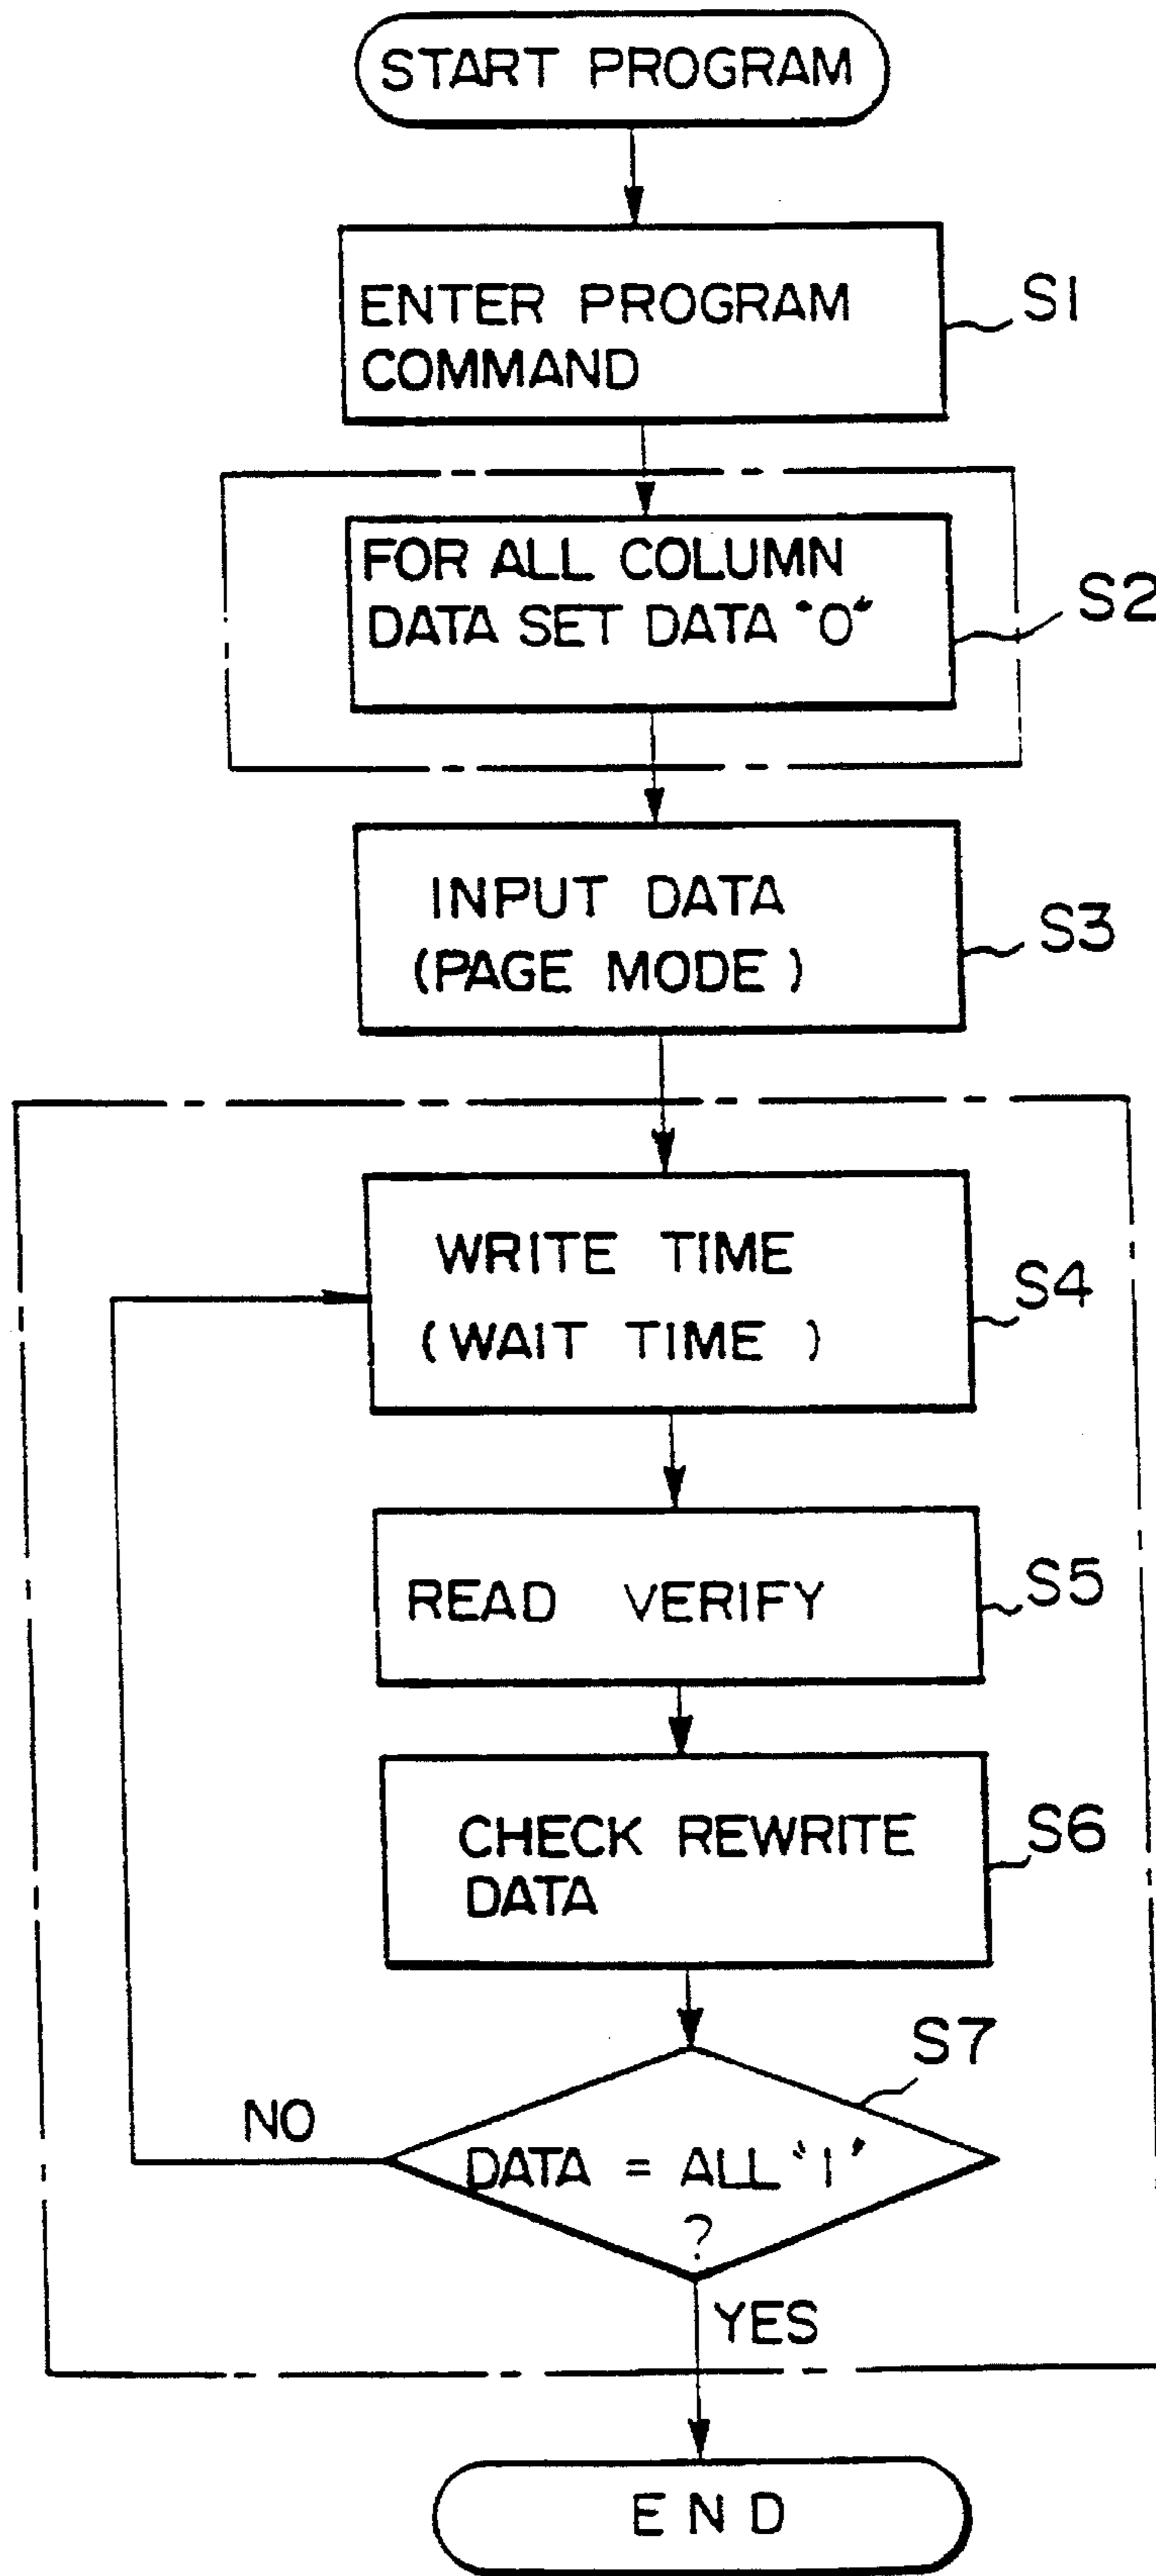 START PROGRAM
ENTER PROGRAM
COMMAND
S1
FOR ALL COLUMN
DATA SET DATA "0"
S2
INPUT DATA
(PAGE MODE)
S3
WRITE TIME
(WAIT TIME)
S4
READ VERIFY
S5
CHECK REWRITE
DATA
S6
S7
NO
DATA = ALL "1"
?
YES
END